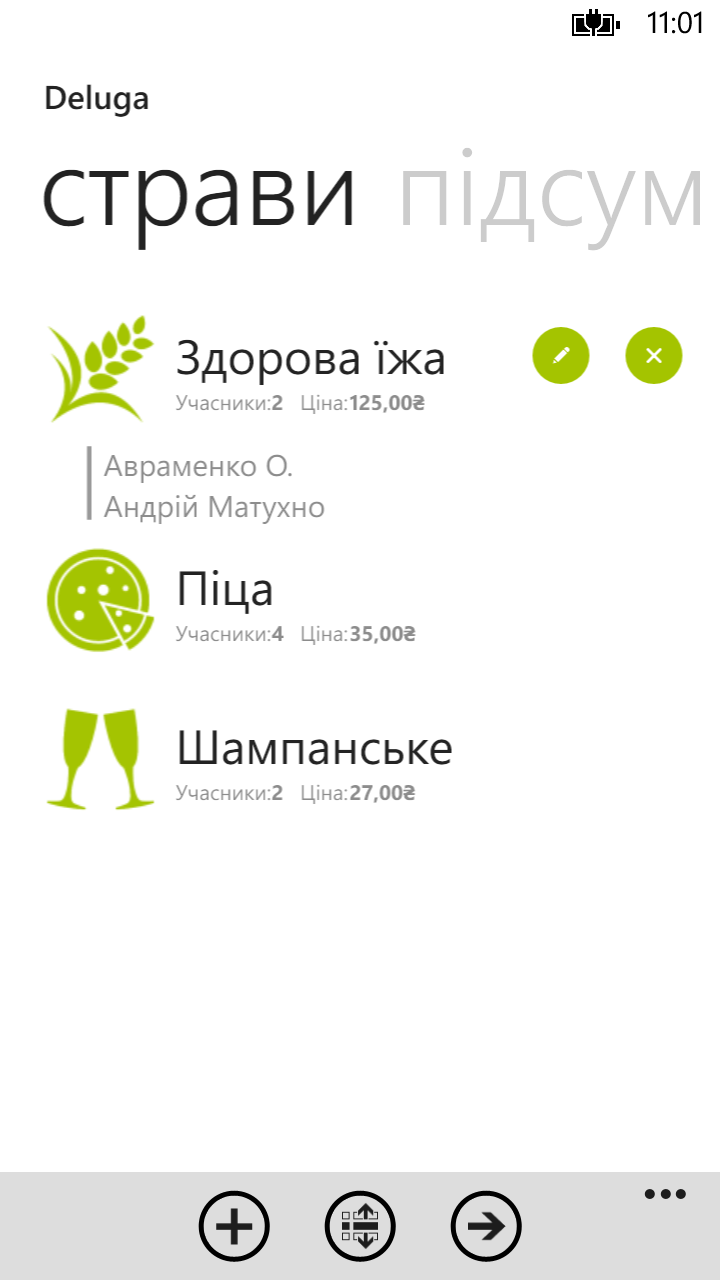 11:01
Deluga
страви підсум
Здорова їжа
Учасники:2 Ціна:125,00₴
Авраменко О.
Андрій Матухно
Піца
Учасники:4 Ціна:35,00₴
Шампанське
Учасники:2 Ціна:27,00₴